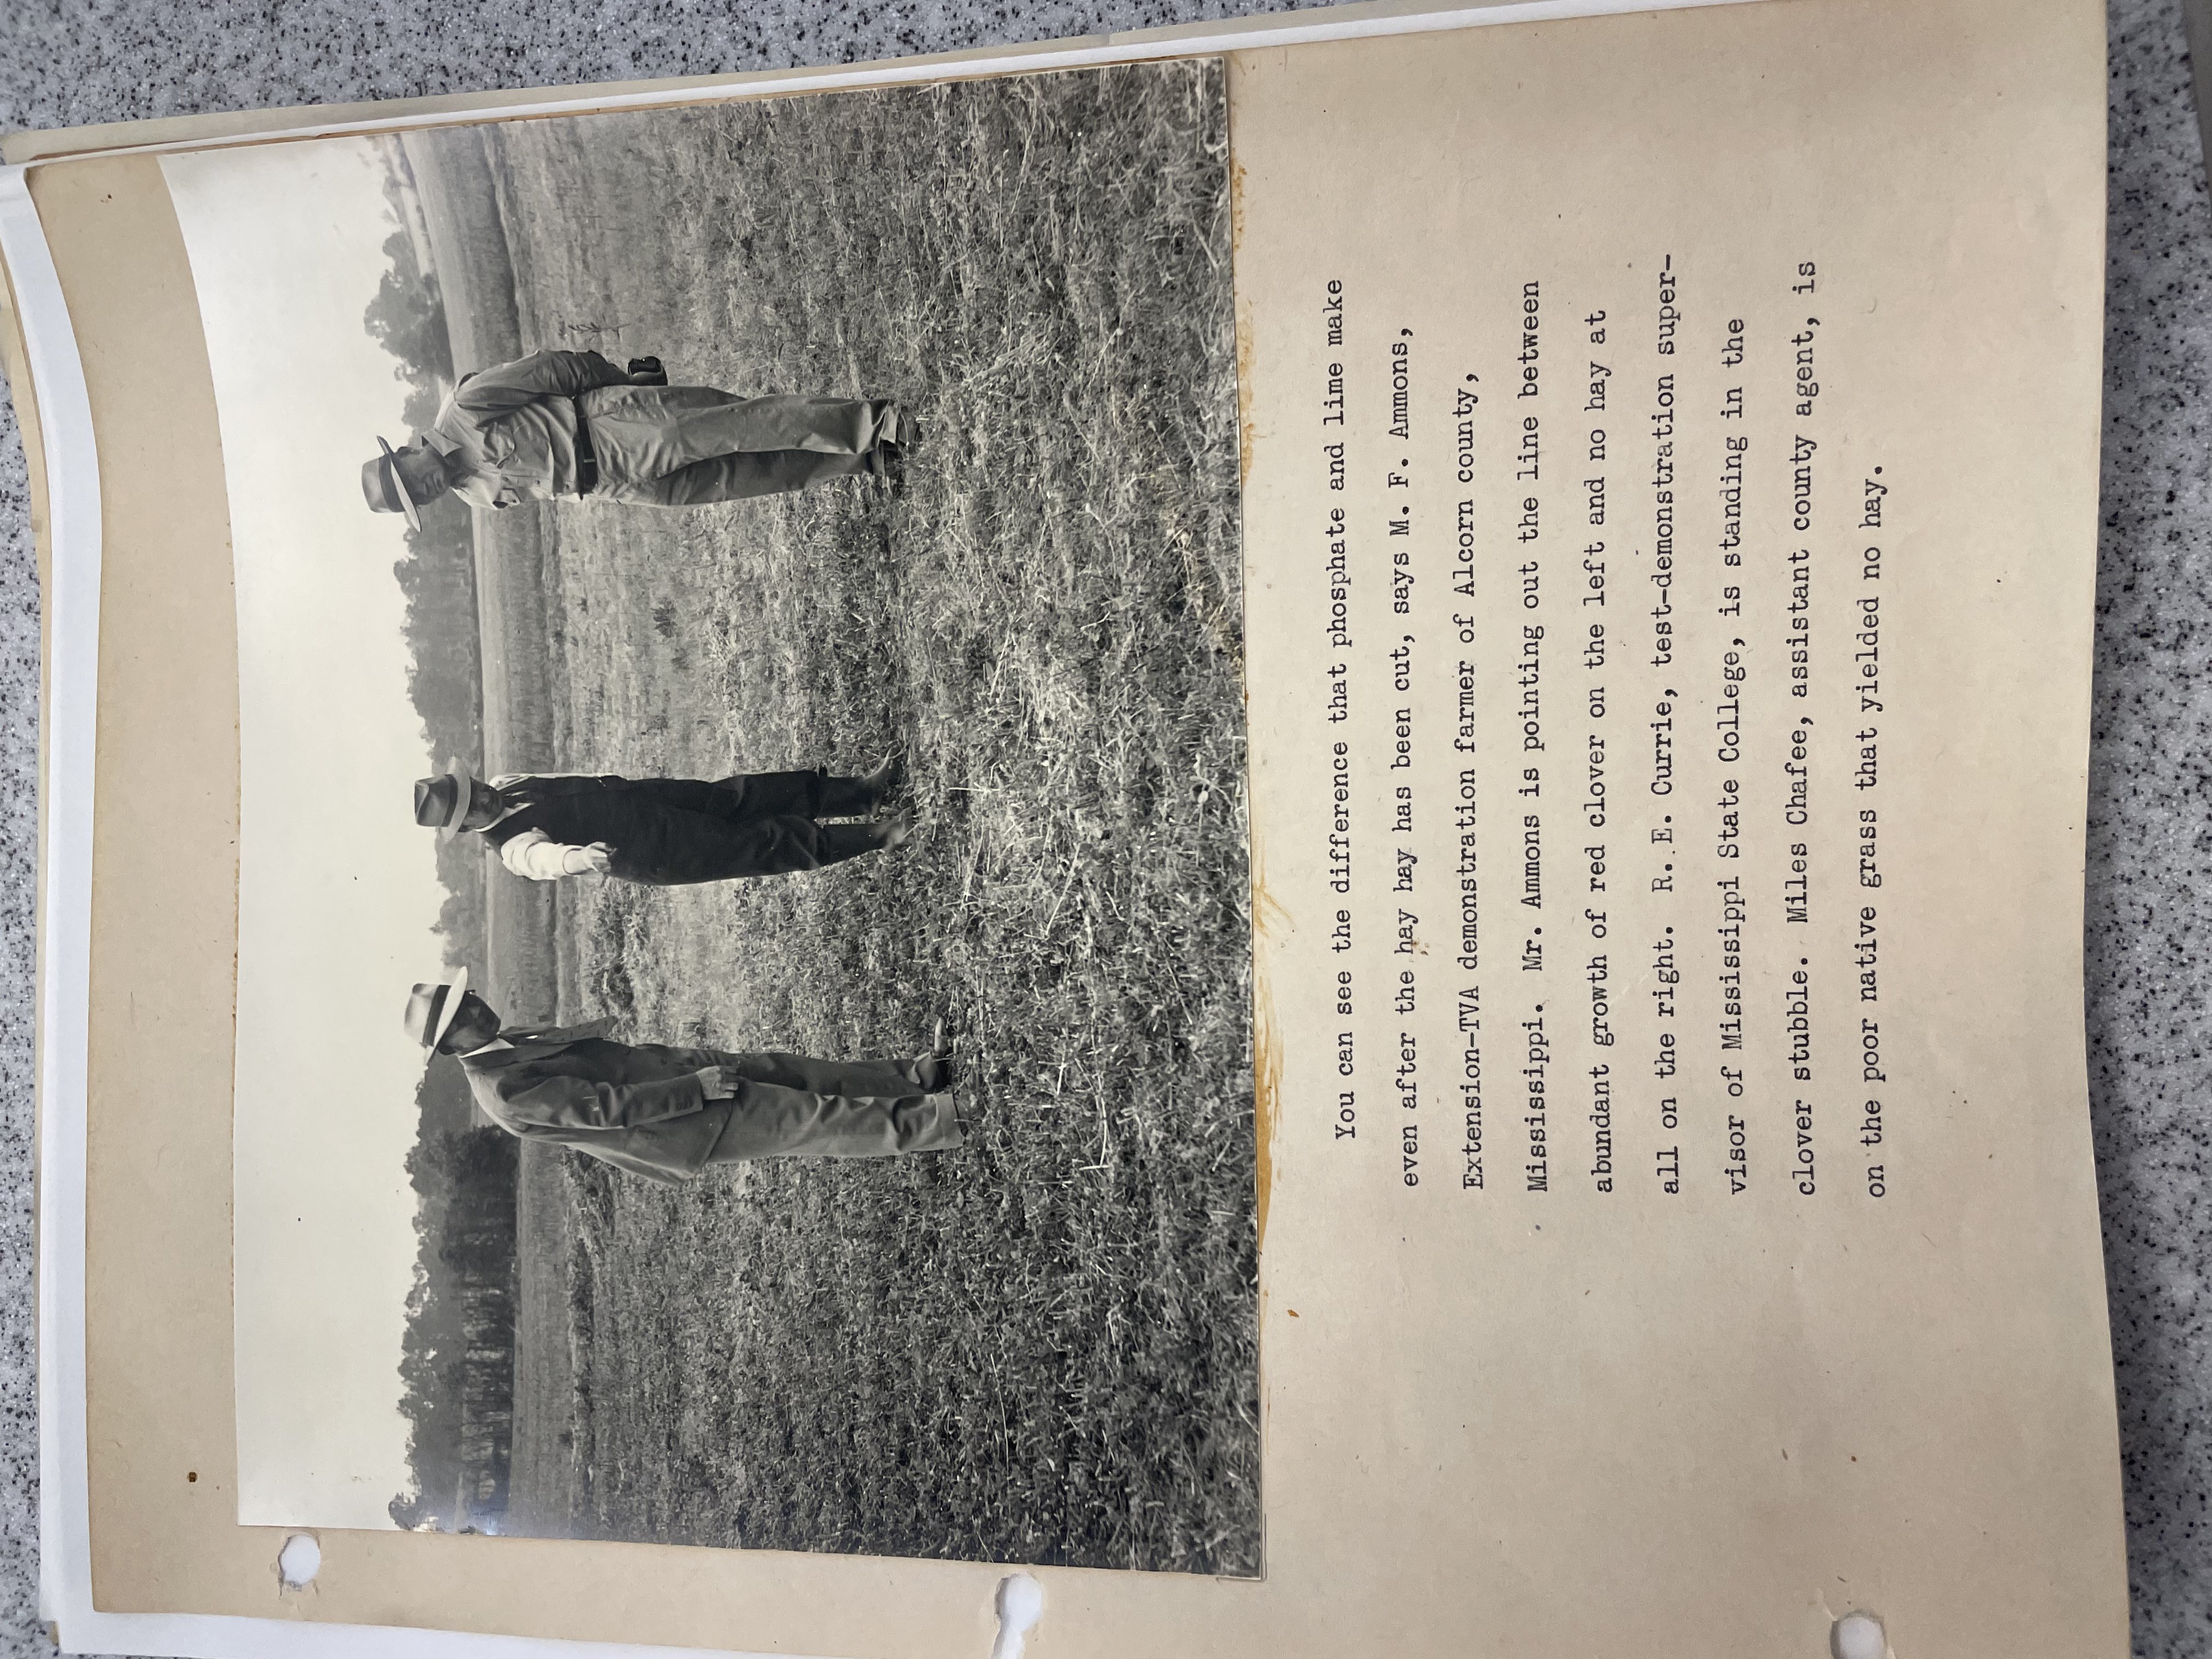 You can see the difference that phosphate and lime make
even after the hay hay has been cut, says M. F. Ammons,
Extension-TVA demonstration farmer of Alcorn county,
Mississippi. Mr. Ammons is pointing out the line between
abundant growth of red clover on the left and no hay at
all on the right. R. E. Currie, test-demonstration super-
visor of Mississippi State College, is standing in the
clover stubble. Miles Chafee, assistant county agent, is
on the poor native grass that yielded no hay.